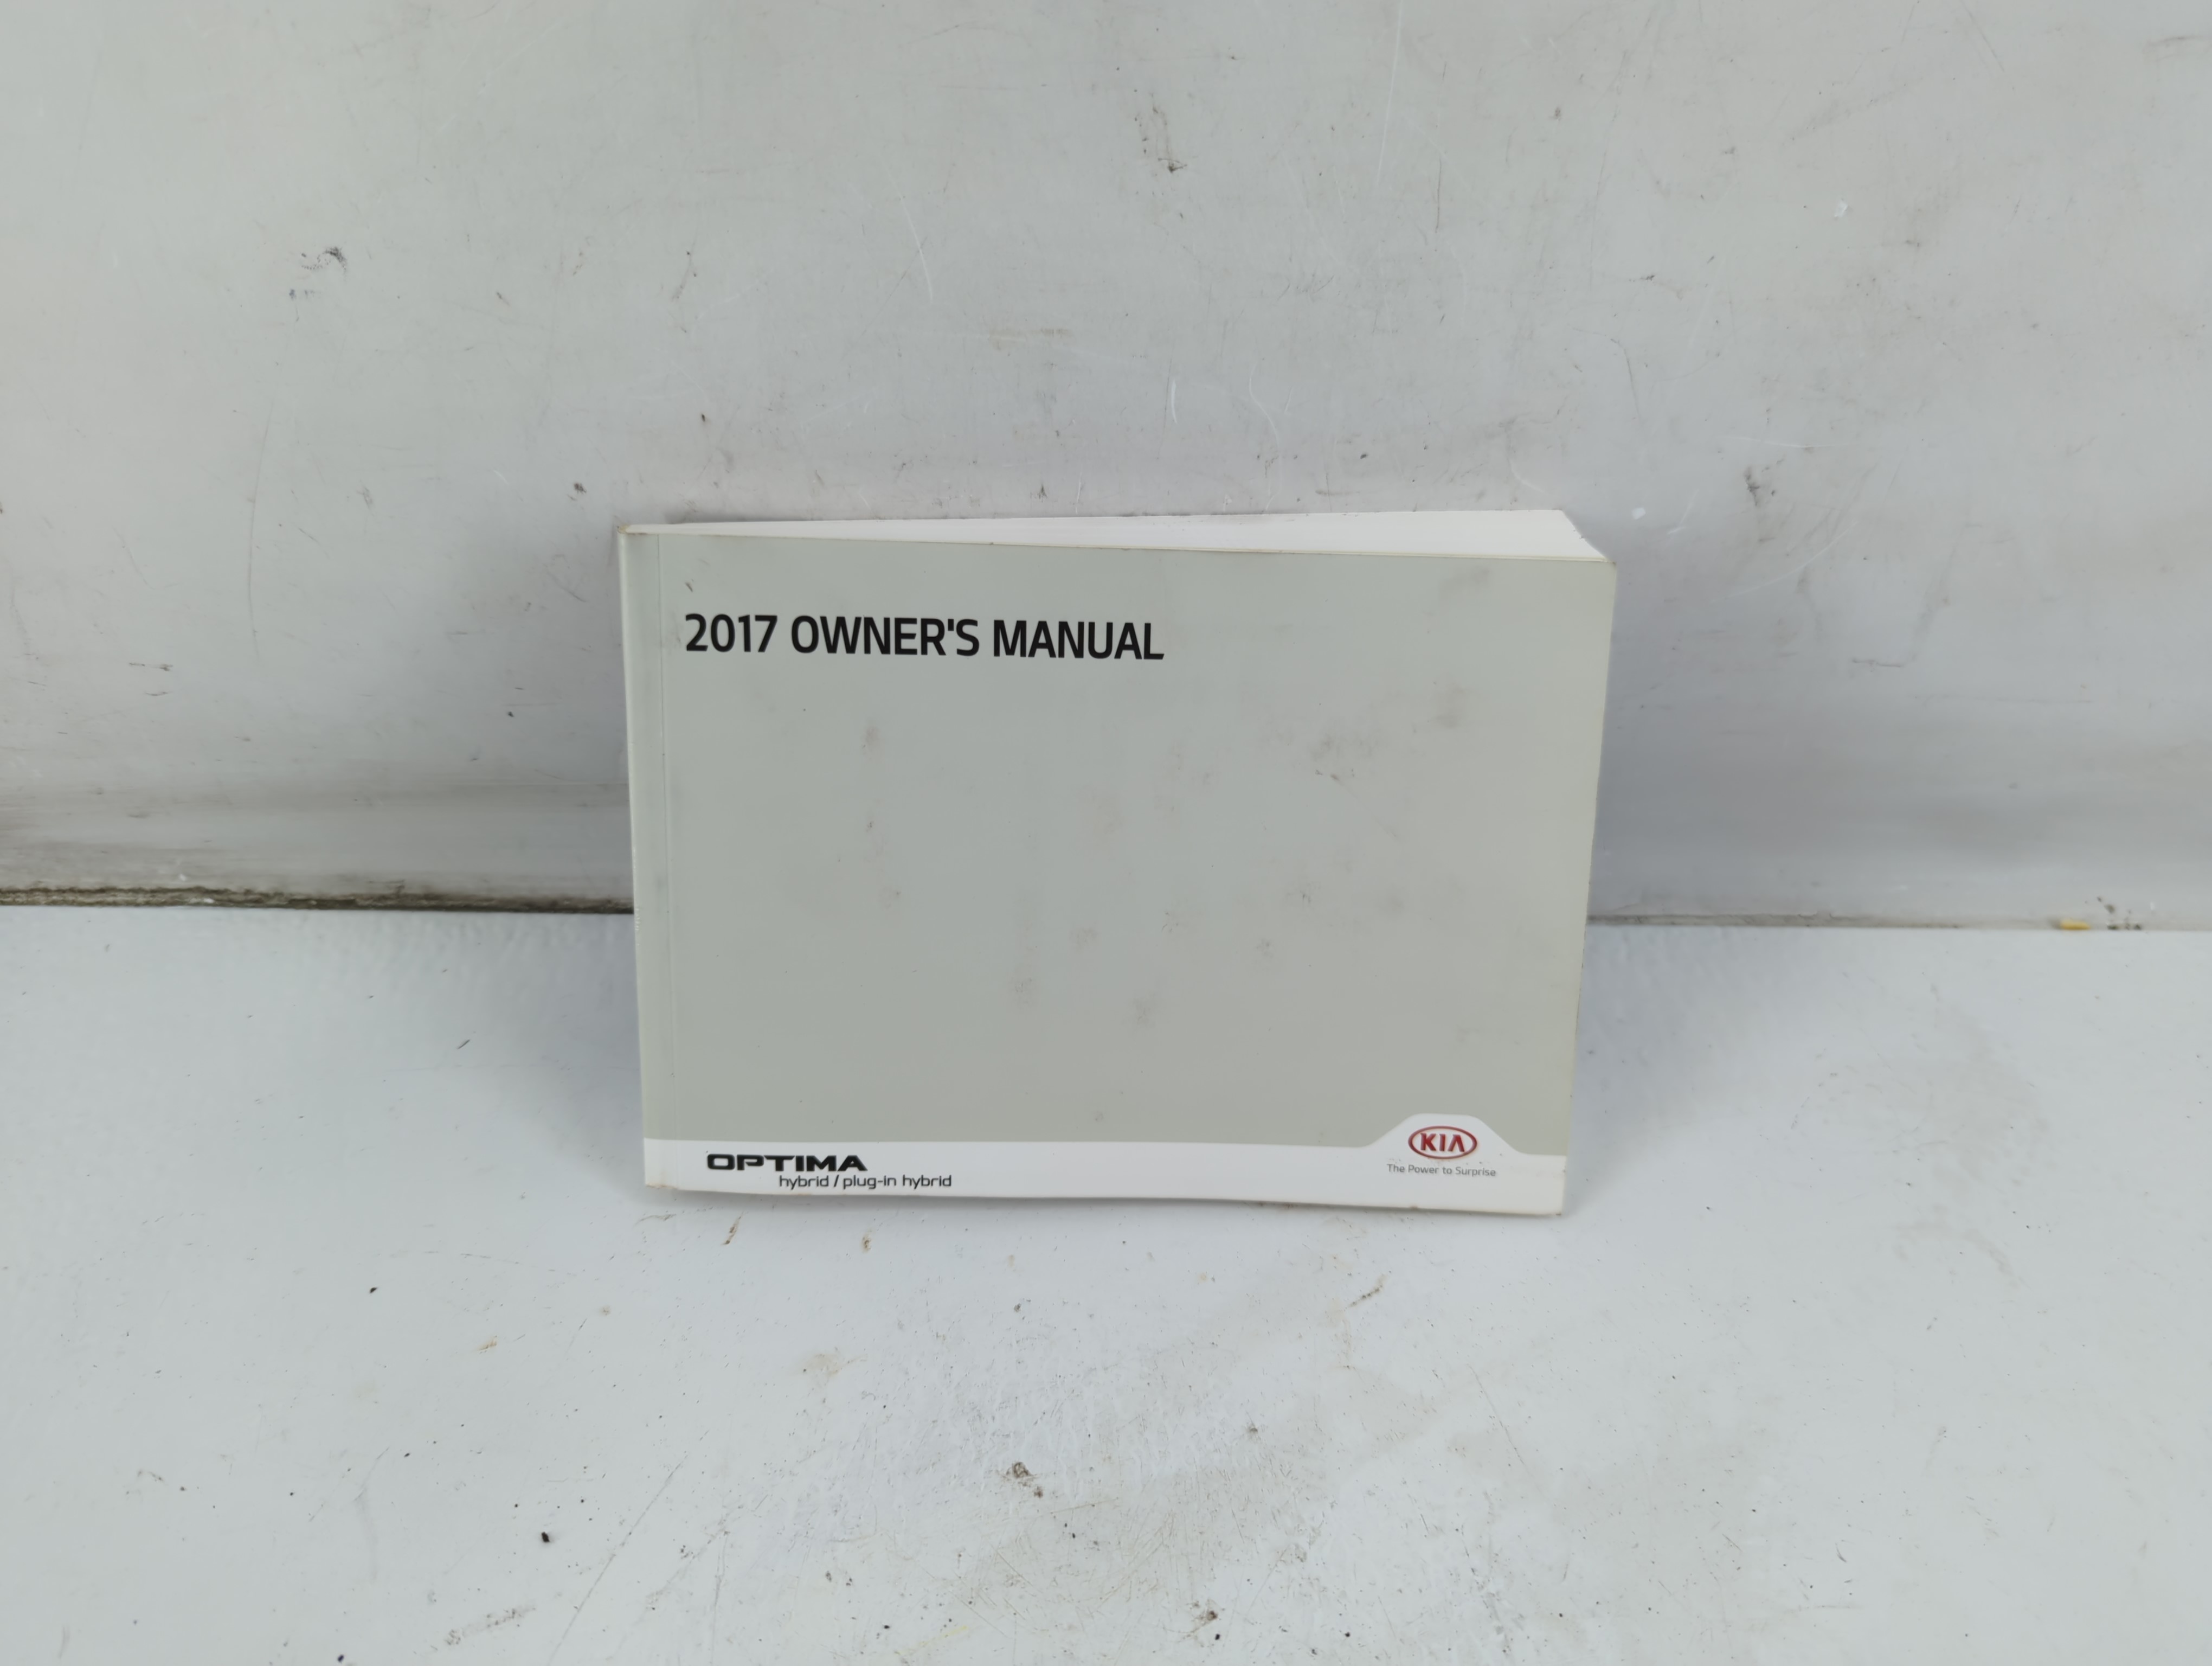 2017 OWNER'S MANUAL
OPTIMA
hybrid / plug-in hybrid
KIA
The Power to Surprise